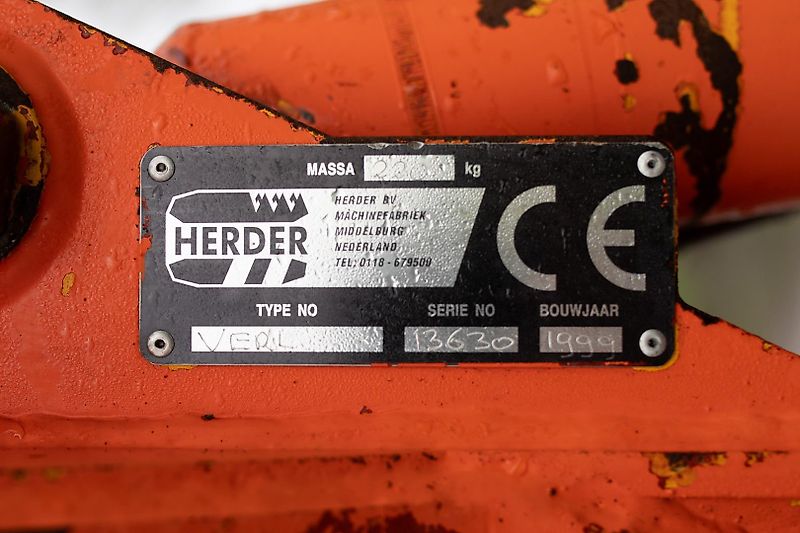 MASSA kg
HERDER
HERDER BV
MACHINEFABRIEK
MIDDELBURG
NEDERLAND
TEL; 0118 - 679500
CE
TYPE NO SERIE NO BOUWJAAR
VERL 13630 1999